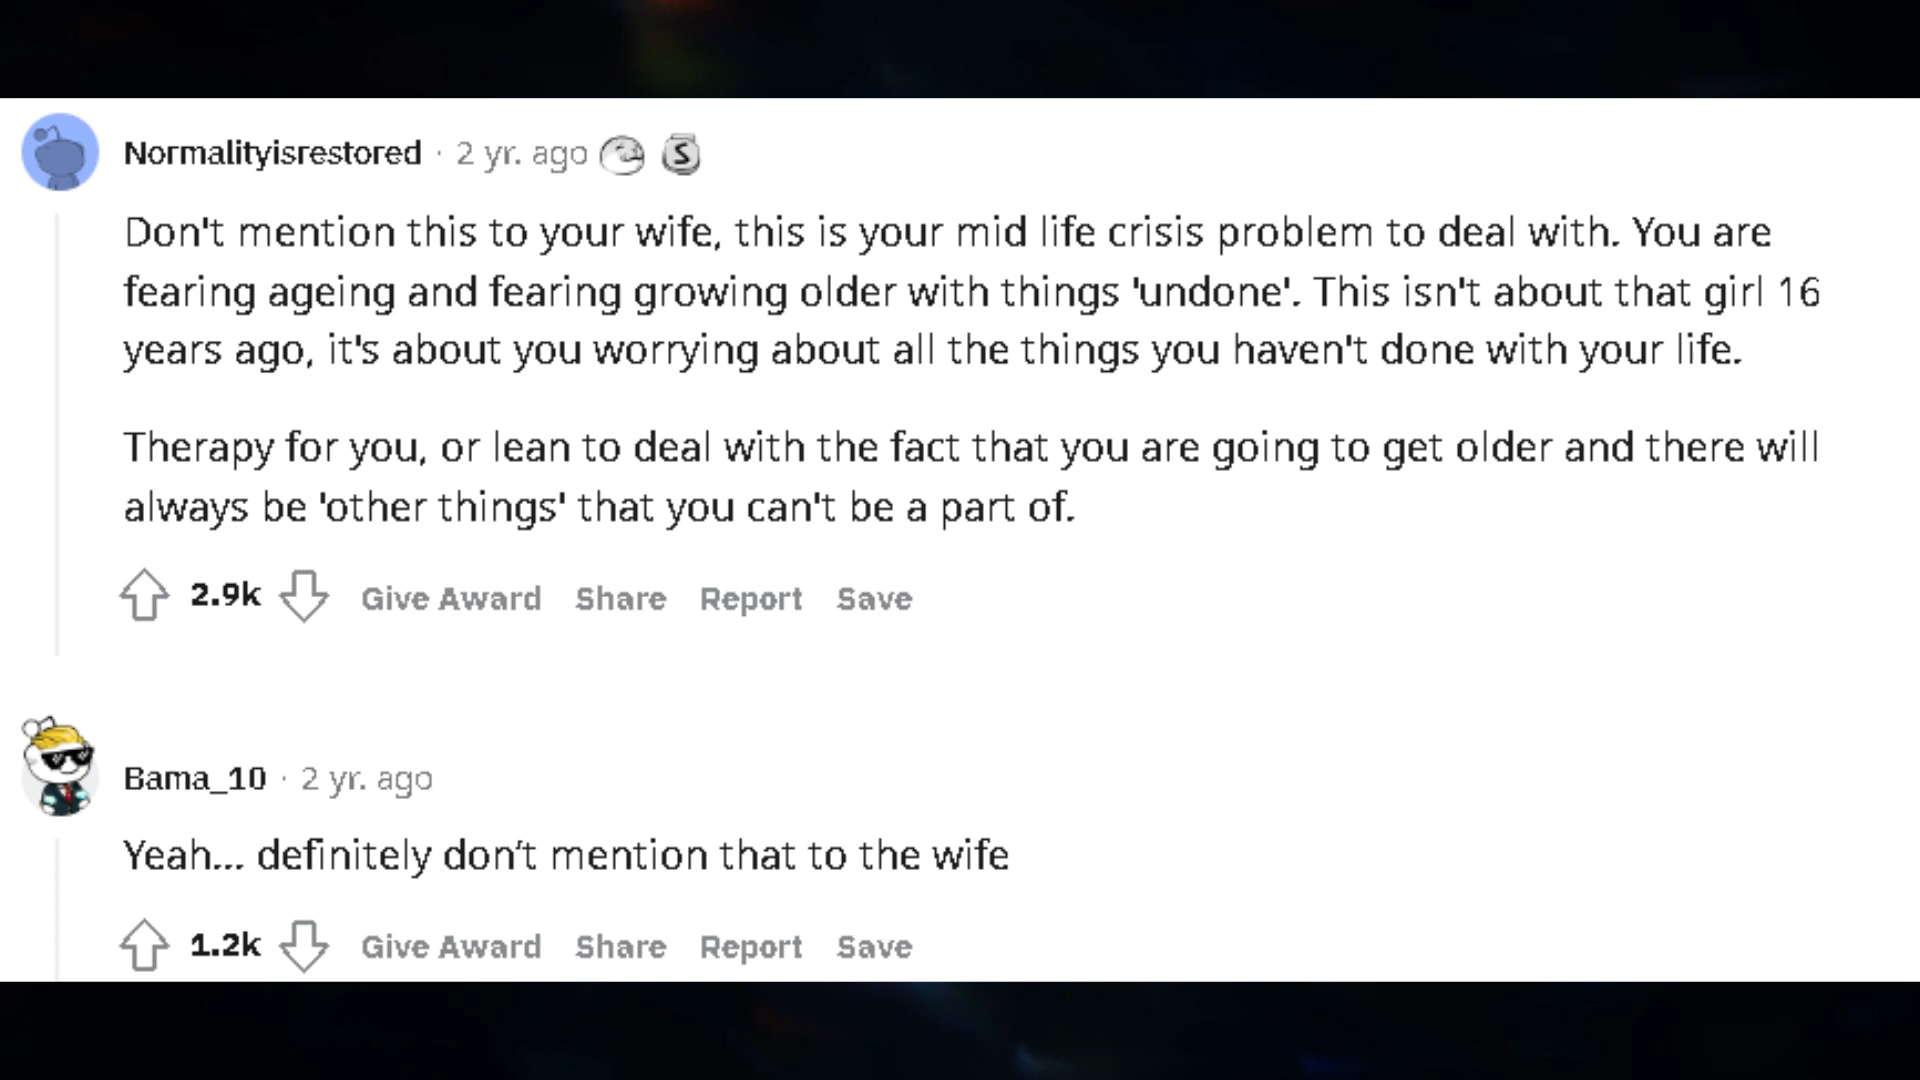 Normalityisrestored · 2 yr. ago
Don't mention this to your wife, this is your mid life crisis problem to deal with. You are
fearing ageing and fearing growing older with things 'undone'. This isn't about that girl 16
years ago, it's about you worrying about all the things you haven't done with your life.
Therapy for you, or lean to deal with the fact that you are going to get older and there will
always be 'other things' that you can't be a part of.
2.9k Give Award Share Report Save
Bama_10 · 2 yr. ago
Yeah... definitely don’t mention that to the wife
1.2k Give Award Share Report Save